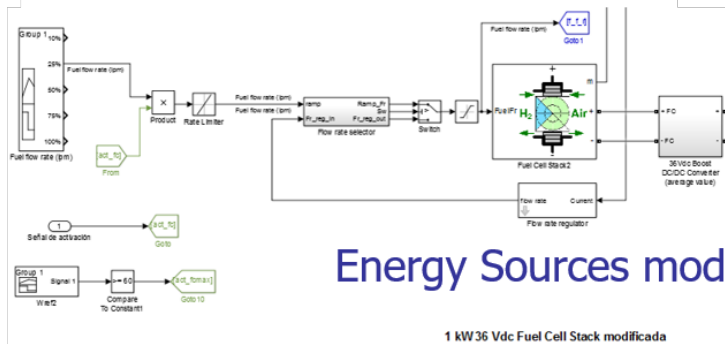 Group 1
10%
25%
50%
75%
100%
Fuel flow rate (lpm)
Fuel flow rate (lpm)
×
Product
Rate Limiter
[act_fc]
From
Fuel flow rate (lpm)
Fuel flow rate (lpm)
ramp
Ramp_Fr
Sw
Fr_reg_in
Fr_reg_out
Flow rate selector
Switch
Fuel flow rate (lpm)
[f_f_r]
Goto1
FuelFr
m
+
H2
Air
+
-
-
Fuel Cell Stack2
+ FC
- FC
36Vdc Boost
DC/DC Converter
(average value)
Flow rate
Current
Flow rate regulator
1
Señal de activación
[act_fc]
Goto
Group 1
Signal 1
Wref2
>= 60
Compare
To Constant1
[act_fcmax]
Goto10
Energy Sources mod
1 kW 36 Vdc Fuel Cell Stack modificada